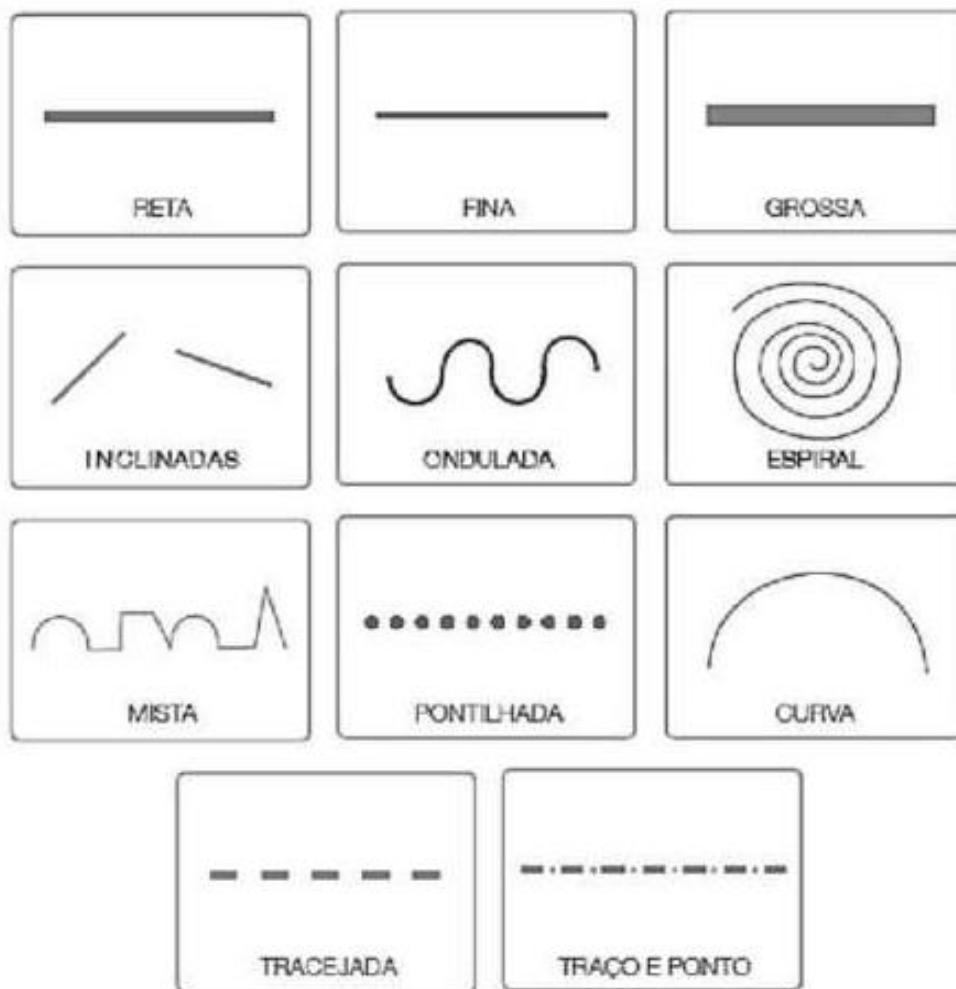 RETA
FINA
GROSSA
INCLINADAS
ONDULADA
ESPIRAL
MISTA
PONTILHADA
CURVA
TRACEJADA
TRAÇO E PONTO